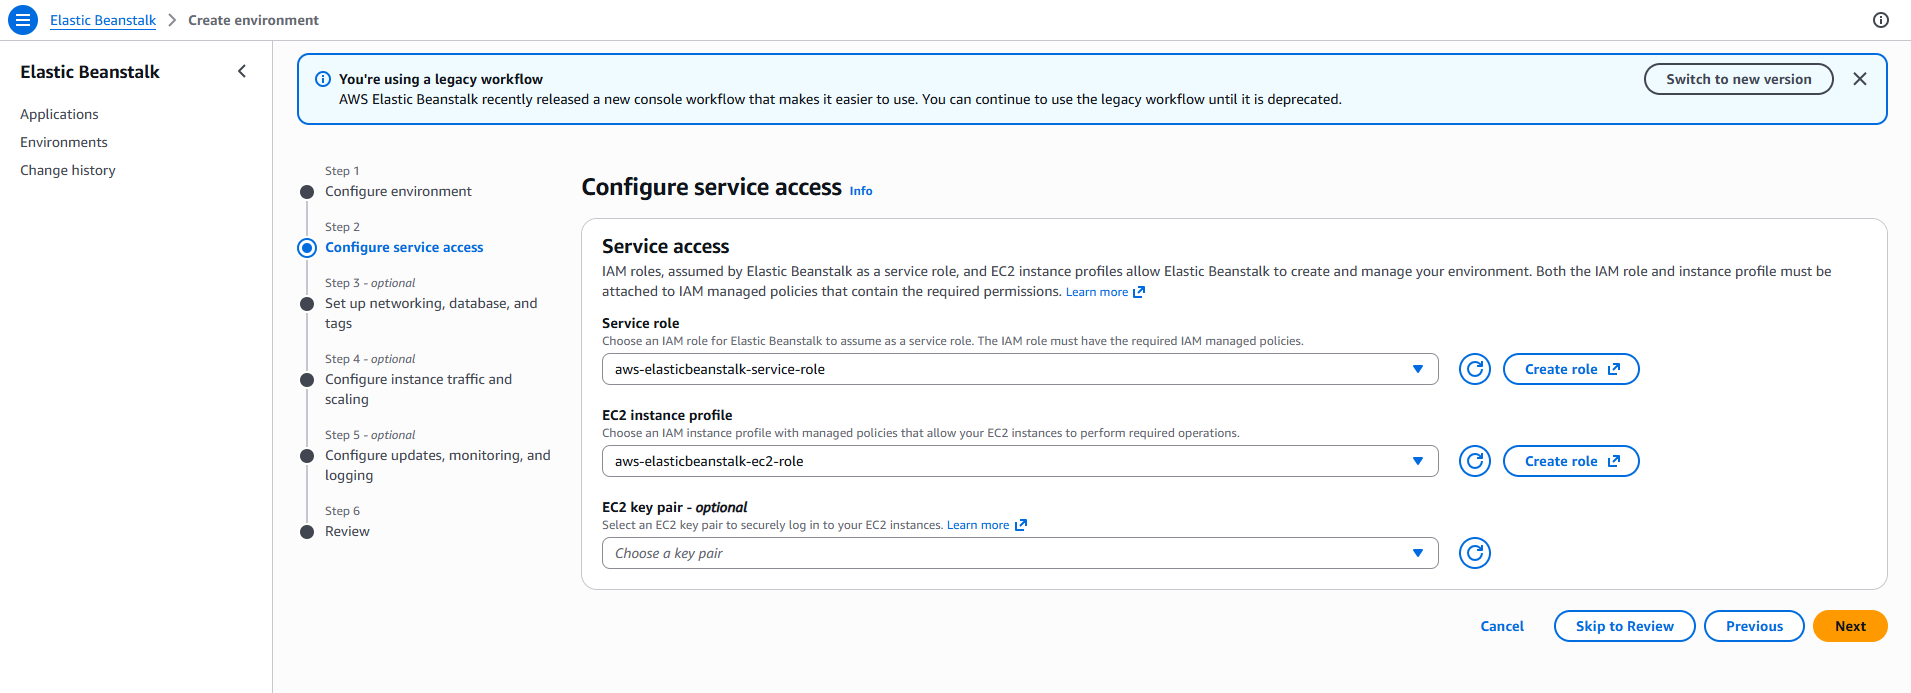 Elastic Beanstalk > Create environment
Elastic Beanstalk
Applications
Environments
Change history
You're using a legacy workflow
AWS Elastic Beanstalk recently released a new console workflow that makes it easier to use. You can continue to use the legacy workflow until it is deprecated.
Switch to new version
Step 1
Configure environment
Step 2
Configure service access
Step 3 - optional
Set up networking, database, and
tags
Step 4 - optional
Configure instance traffic and
scaling
Step 5 - optional
Configure updates, monitoring, and
logging
Step 6
Review
Configure service access Info
Service access
IAM roles, assumed by Elastic Beanstalk as a service role, and EC2 instance profiles allow Elastic Beanstalk to create and manage your environment. Both the IAM role and instance profile must be
attached to IAM managed policies that contain the required permissions. Learn more
Service role
Choose an IAM role for Elastic Beanstalk to assume as a service role. The IAM role must have the required IAM managed policies.
aws-elasticbeanstalk-service-role
Create role
EC2 instance profile
Choose an IAM instance profile with managed policies that allow your EC2 instances to perform required operations.
aws-elasticbeanstalk-ec2-role
Create role
EC2 key pair - optional
Select an EC2 key pair to securely log in to your EC2 instances. Learn more
Choose a key pair
Cancel
Skip to Review
Previous
Next